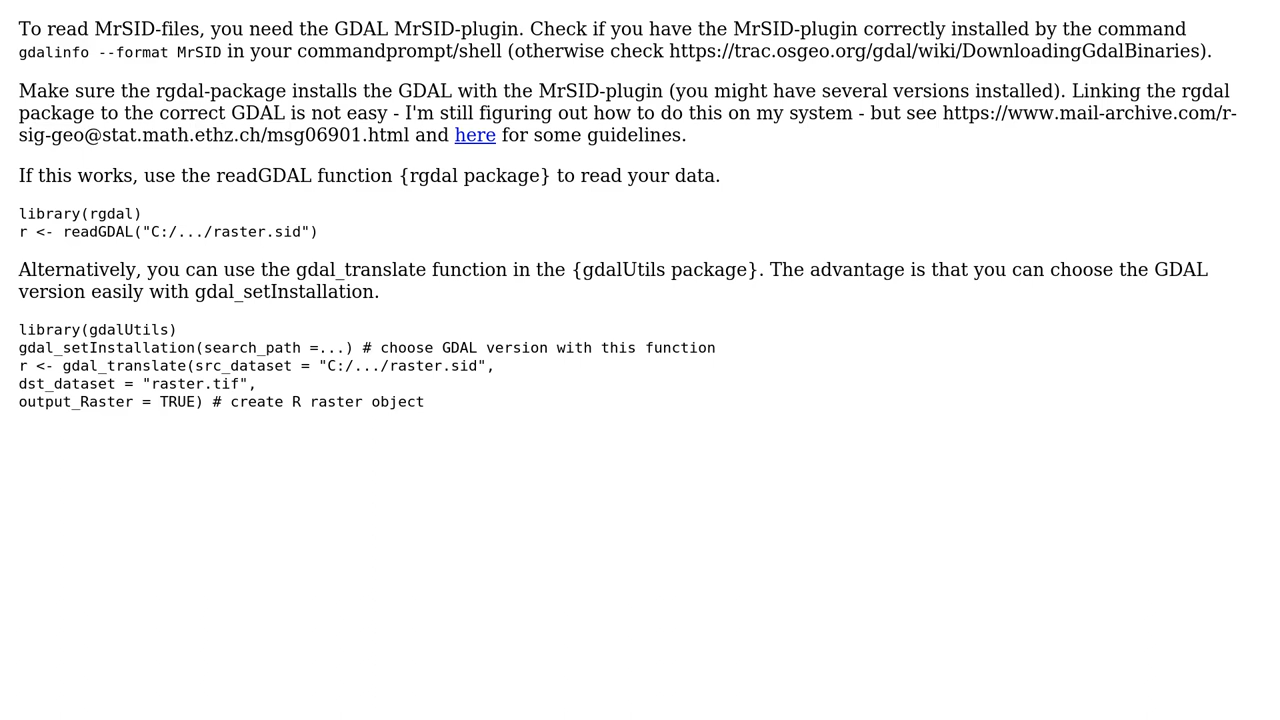 To read MrSID-files, you need the GDAL MrSID-plugin. Check if you have the MrSID-plugin correctly installed by the command
gdalinfo --format MrSID in your commandprompt/shell (otherwise check https://trac.osgeo.org/gdal/wiki/DownloadingGdalBinaries).
Make sure the rgdal-package installs the GDAL with the MrSID-plugin (you might have several versions installed). Linking the rgdal
package to the correct GDAL is not easy - I'm still figuring out how to do this on my system - but see https://www.mail-archive.com/r-
sig-geo@stat.math.ethz.ch/msg06901.html and here for some guidelines.
If this works, use the readGDAL function {rgdal package} to read your data.
library(rgdal)
r <- readGDAL("C:/.../raster.sid")
Alternatively, you can use the gdal_translate function in the {gdalUtils package}. The advantage is that you can choose the GDAL
version easily with gdal_setInstallation.
library(gdalUtils)
gdal_setInstallation(search_path =...) # choose GDAL version with this function
r <- gdal_translate(src_dataset = "C:/.../raster.sid",
dst_dataset = "raster.tif",
output_Raster = TRUE) # create R raster object